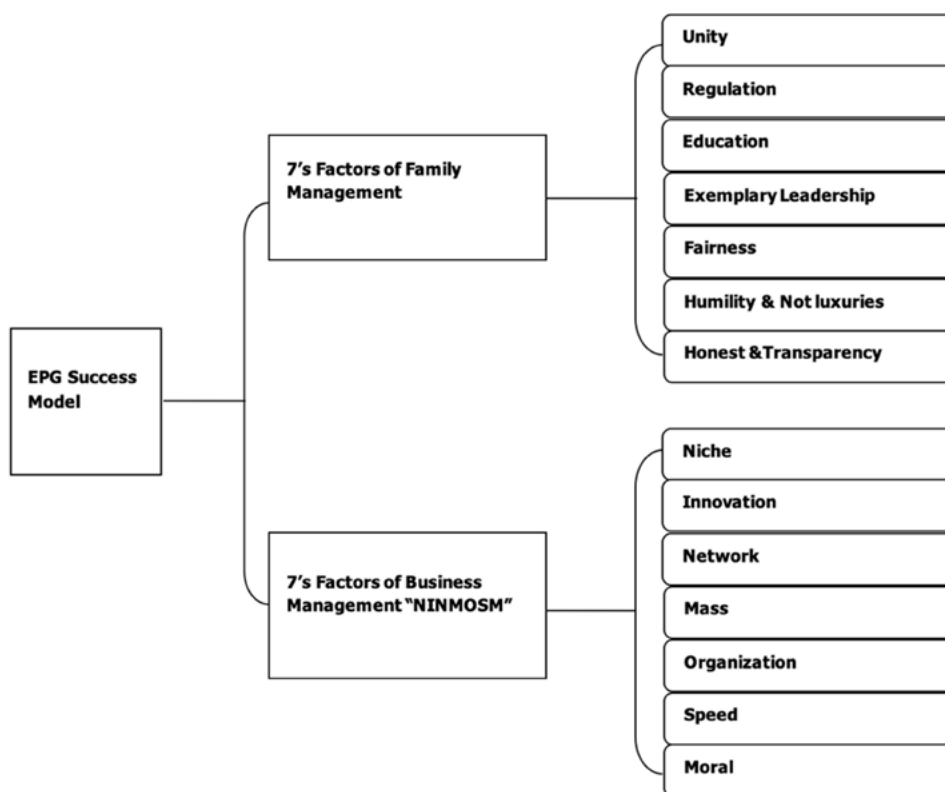 EPG Success
Model
7’s Factors of Family
Management
Unity
Regulation
Education
Exemplary Leadership
Fairness
Humility & Not luxuries
Honest &Transparency
7’s Factors of Business
Management “NINMOSM”
Niche
Innovation
Network
Mass
Organization
Speed
Moral